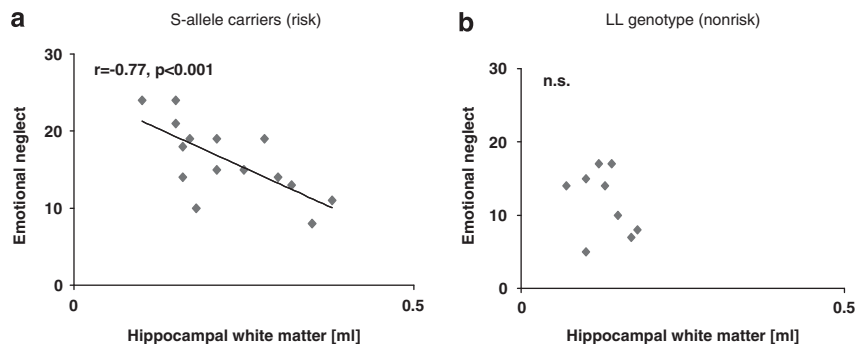 a
S-allele carriers (risk)
30
r=-0.77, p<0.001
20
10
0
0
0.5
Emotional neglect
Hippocampal white matter [ml]
b
LL genotype (nonrisk)
30
n.s.
20
10
0
0
0.5
Emotional neglect
Hippocampal white matter [ml]